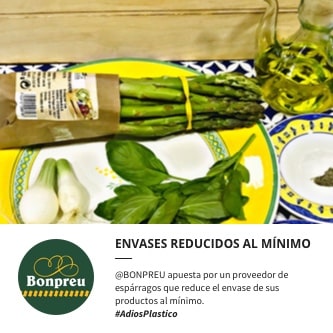 Bonpreu
ENVASES REDUCIDOS AL MÍNIMO
@BONPREU apuesta por un proveedor de
espárragos que reduce el envase de sus
productos al mínimo.
#AdiosPlastico